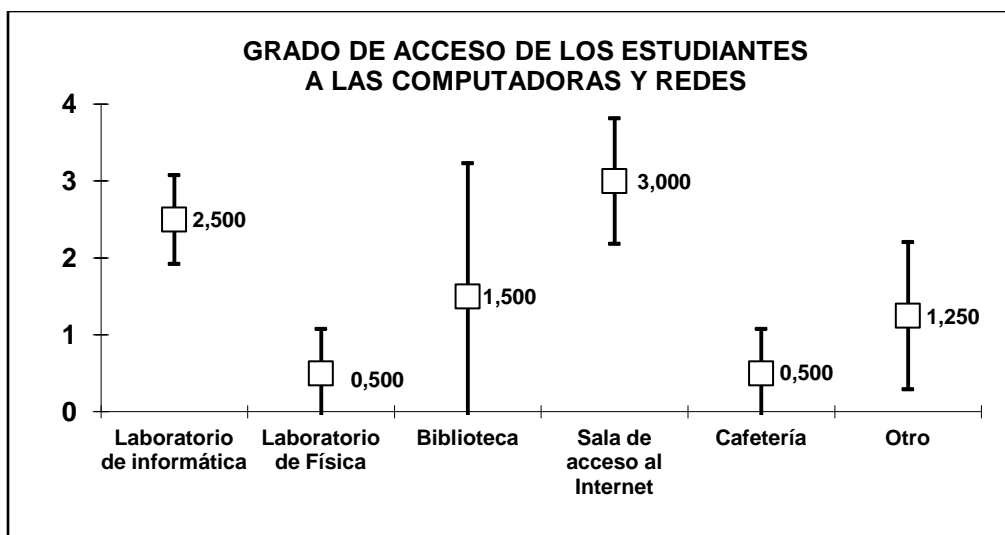 GRADO DE ACCESO DE LOS ESTUDIANTES
A LAS COMPUTADORAS Y REDES
4
3
2
1
0
2,500
0,500
1,500
3,000
0,500
1,250
Laboratorio
de informática
Laboratorio
de Física
Biblioteca
Sala de
acceso al
Internet
Cafetería
Otro